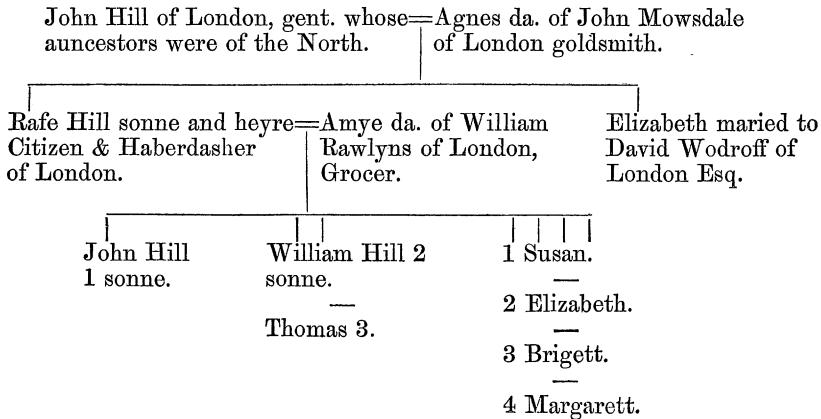 John Hill of London, gent. whose=Agnes da. of John Mowsdale
auncestors were of the North. of London goldsmith.
Rafe Hill sonne and heyre=Amye da. of William
Citizen & Haberdasher Rawlyns of London,
of London. Grocer.
Elizabeth maried to
David Wodroff of
London Esq.
John Hill
1 sonne.
William Hill 2
sonne.
Thomas 3.
1 Susan.
2 Elizabeth.
3 Brigett.
4 Margarett.